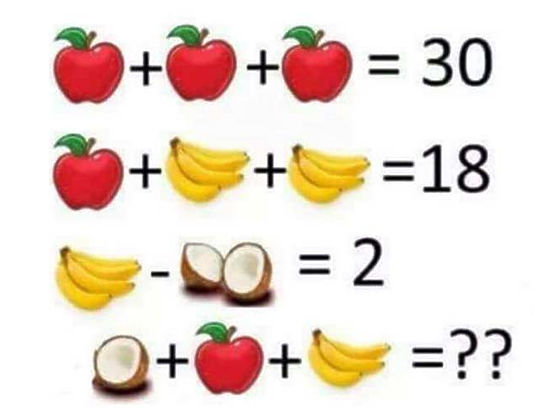 + + = 30
+ + =18
- = 2
+ + =??